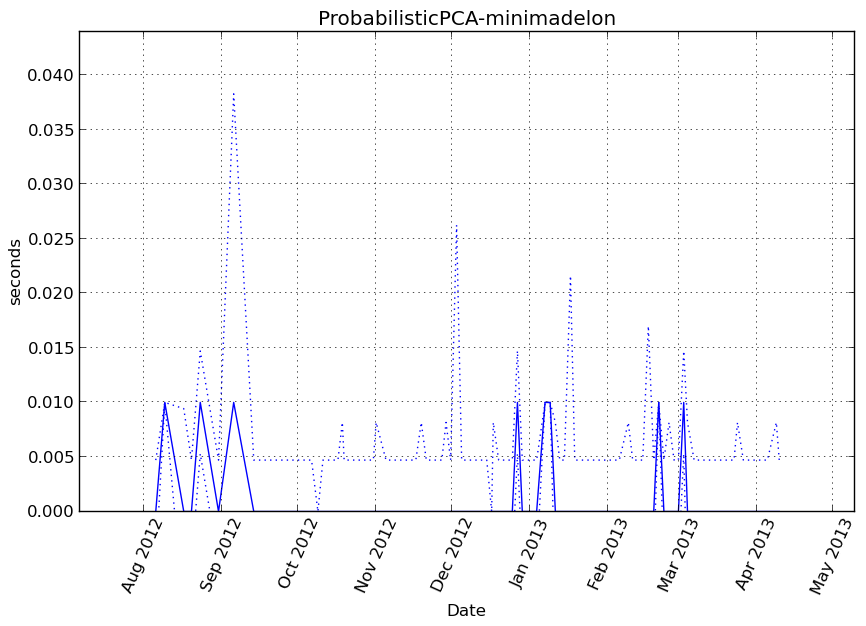 ProbabilisticPCA-minimadelon
0.040
0.035
0.030
0.025
0.020
0.015
0.010
0.005
0.000
seconds
Aug 2012
Sep 2012
Oct 2012
Nov 2012
Dec 2012
Jan 2013
Feb 2013
Mar 2013
Apr 2013
May 2013
Date